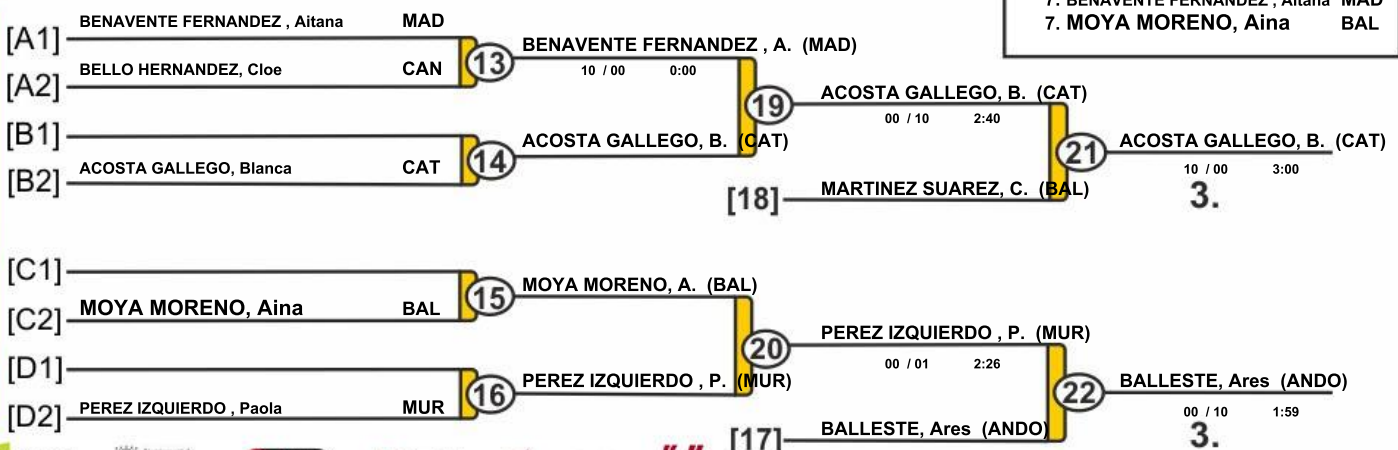 7. BENAVENTE FERNANDEZ , Aitana MAD
7. MOYA MORENO, Aina BAL
[A1] BENAVENTE FERNANDEZ , Aitana MAD
[A2] BELLO HERNANDEZ, Cloe CAN
13
BENAVENTE FERNANDEZ , A. (MAD)
10 / 00 0:00
[B1]
[B2] ACOSTA GALLEGO, Blanca CAT
14
ACOSTA GALLEGO, B. (CAT)
19
ACOSTA GALLEGO, B. (CAT)
00 / 10 2:40
[18] MARTINEZ SUAREZ, C. (BAL)
21
ACOSTA GALLEGO, B. (CAT)
10 / 00 3:00
3.
[C1]
[C2] MOYA MORENO, Aina BAL
15
MOYA MORENO, A. (BAL)
[D1]
[D2] PEREZ IZQUIERDO , Paola MUR
16
PEREZ IZQUIERDO , P. (MUR)
20
PEREZ IZQUIERDO , P. (MUR)
00 / 01 2:26
[17] BALLESTE, Ares (ANDO)
22
BALLESTE, Ares (ANDO)
00 / 10 1:59
3.